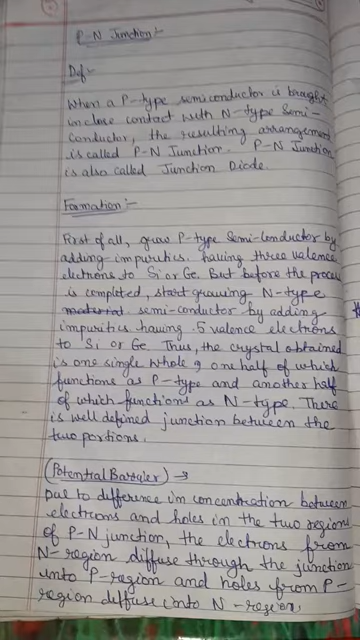 P-N Junction:-
Def:-
When a P-type semiconductor is brought
in close contact with N-type Semi-
Conductor, the resulting arrangement
is called P-N Junction. P-N Junction
is also called Junction Diode.
Formation:-
First of all, grow P-type Semi-Conductor by
adding impuritics. having three valence
electrons to Si or Ge. But before the process
is completed, start growing N-type
material. semi-conductor by adding
impuritics having 5 valence electrons
to Si or Ge. Thus, the crystal obtained
is one single whole, one half of which
functions as P-type and another half
of which functions as N-type. There
is well defined junction between the
two portions.
(Potential Barrier) →
Due to difference in concentration between
electrons and holes in the two regions
of P-N junction, the electrons from
N-region diffuse through the junction
into P-region and holes from P-
region diffuse into N-region.